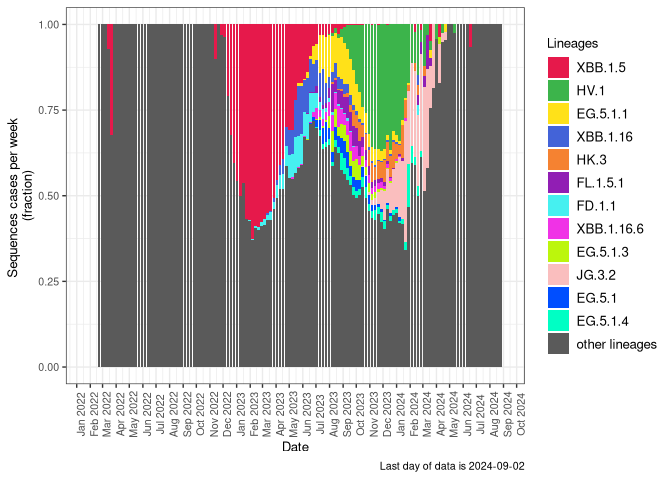 1.00
0.75
0.50
0.25
0.00
Sequences cases per week
(fraction)
Jan 2022
Feb 2022
Mar 2022
Apr 2022
May 2022
Jun 2022
Jul 2022
Aug 2022
Sep 2022
Oct 2022
Nov 2022
Dec 2022
Jan 2023
Feb 2023
Mar 2023
Apr 2023
May 2023
Jun 2023
Jul 2023
Aug 2023
Sep 2023
Oct 2023
Nov 2023
Dec 2023
Jan 2024
Feb 2024
Mar 2024
Apr 2024
May 2024
Jun 2024
Jul 2024
Aug 2024
Sep 2024
Oct 2024
Date
Lineages
XBB.1.5
HV.1
EG.5.1.1
XBB.1.16
HK.3
FL.1.5.1
FD.1.1
XBB.1.16.6
EG.5.1.3
JG.3.2
EG.5.1
EG.5.1.4
other lineages
Last day of data is 2024-09-02